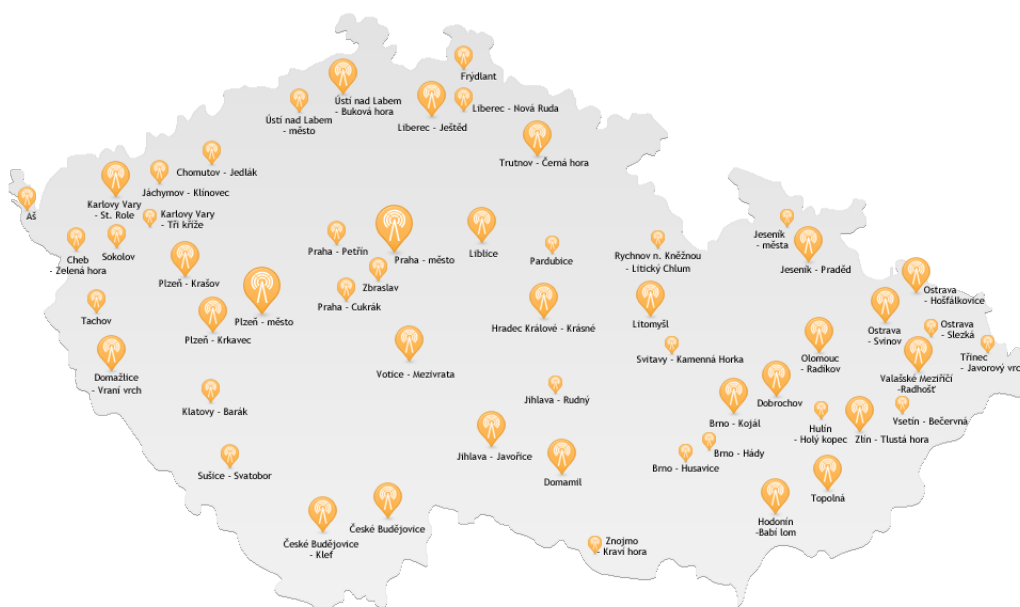 Frýdlant
Ústí nad Labem
- Buková hora
Liberec - Nová Ruda
Ústí nad Labem
- město
Liberec - Ještěd
Trutnov - Černá hora
Chomutov - Jedlák
Jáchymov - Klínovec
Karlovy Vary
- St. Role
Aš
Karlovy Vary
- Tři kříže
Cheb
- Zelená hora
Sokolov
Praha - Petřín
Praha - město
Liblice
Pardubice
Rychnov n. Kněžnou
- Litický Chlum
Jeseník
- města
Jeseník - Praděd
Plzeň - Krašov
Zbraslav
Praha - Cukrák
Ostrava
- Hošťálkovice
Tachov
Plzeň - město
Plzeň - Krkavec
Hradec Králové - Krásné
Litomyšl
Ostrava
- Svinov
Ostrava
- Slezká
Svitavy - Kamenná Horka
Olomouc
- Radíkov
Třinec
- Javorový vrc
Domažlice
- Vraní vrch
Votice - Mezivrata
Valašské Meziříčí
-Radhošť
Klatovy - Barák
Jihlava - Rudný
Dobrochov
Brno - Kojál
Hulín
- Holý kopec
Zlín - Tlustá hora
Vsetín - Bečervná
Jihlava - Javořice
Brno - Hády
Brno - Husavice
Sušice - Svatobor
Domamil
Topolná
Hodonín
-Babí lom
České Budějovice
České Budějovice
- Kleť
Znojmo
- Kraví hora